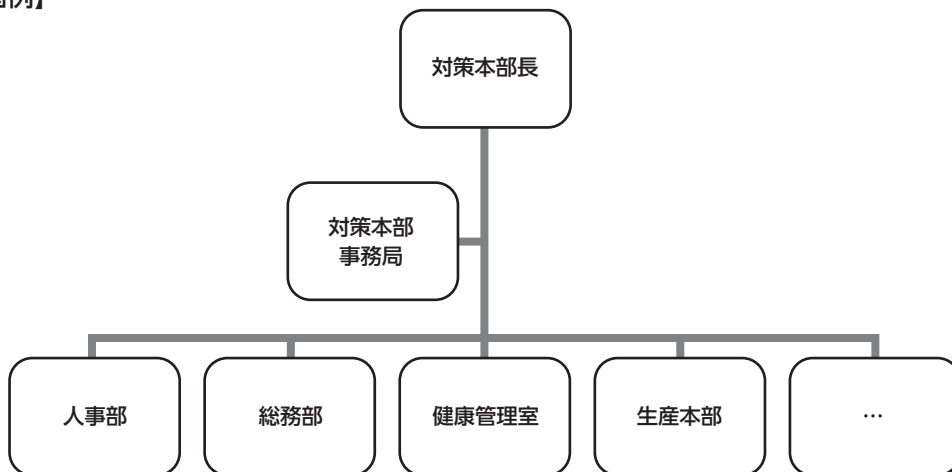 対策本部長
対策本部
事務局
人事部
総務部
健康管理室
生産本部
…